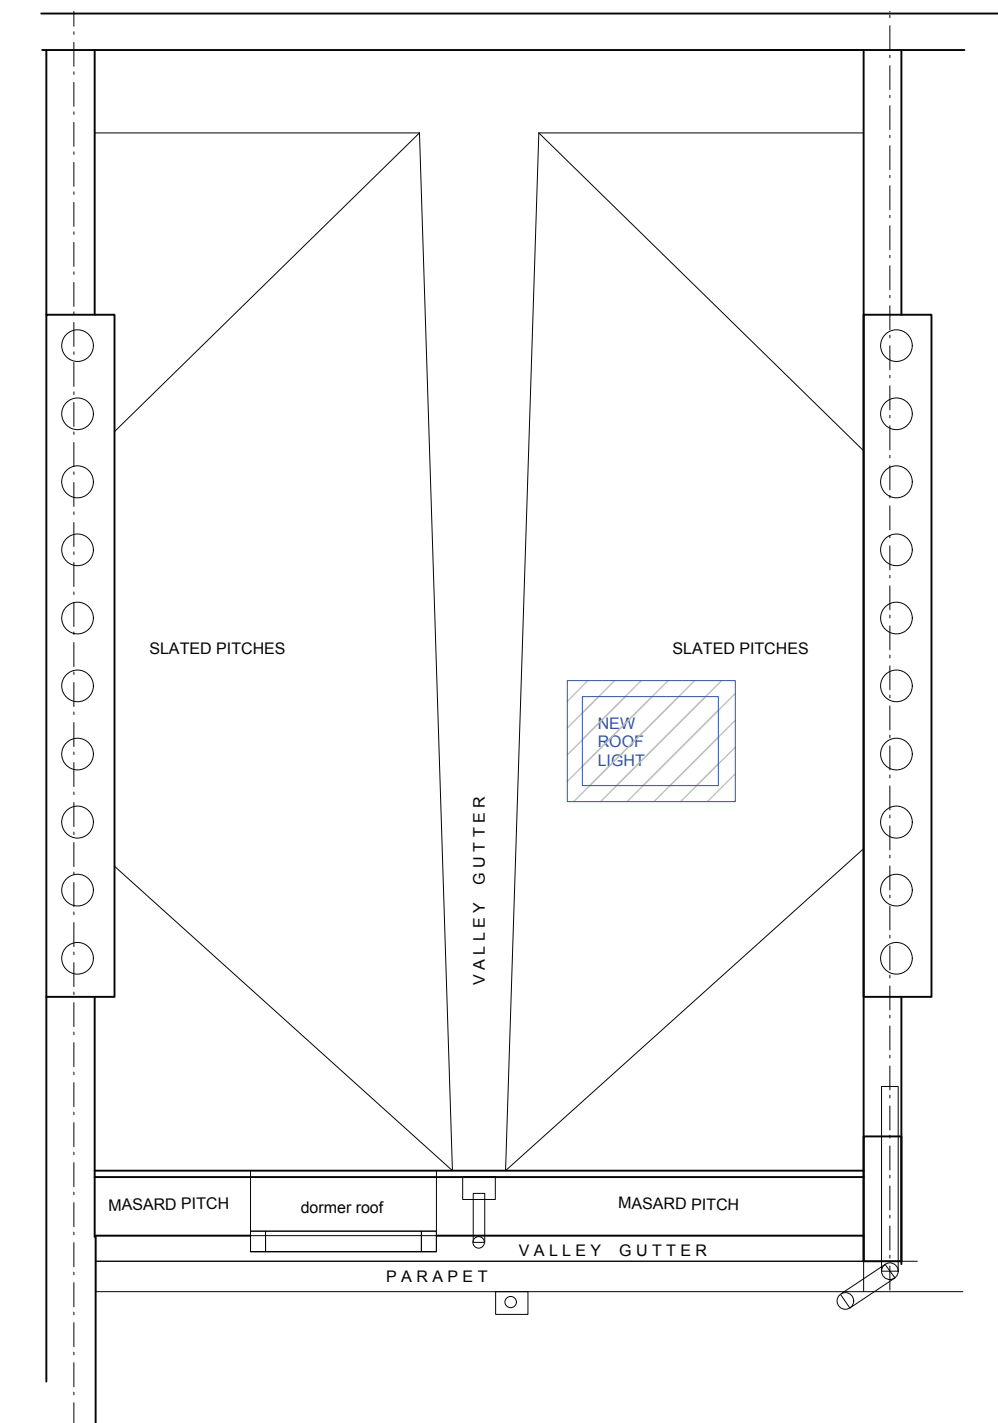 SLATED PITCHES
SLATED PITCHES
NEW
ROOF
LIGHT
VALLEY GUTTER
MASARD PITCH
dormer roof
MASARD PITCH
VALLEY GUTTER
PARAPET